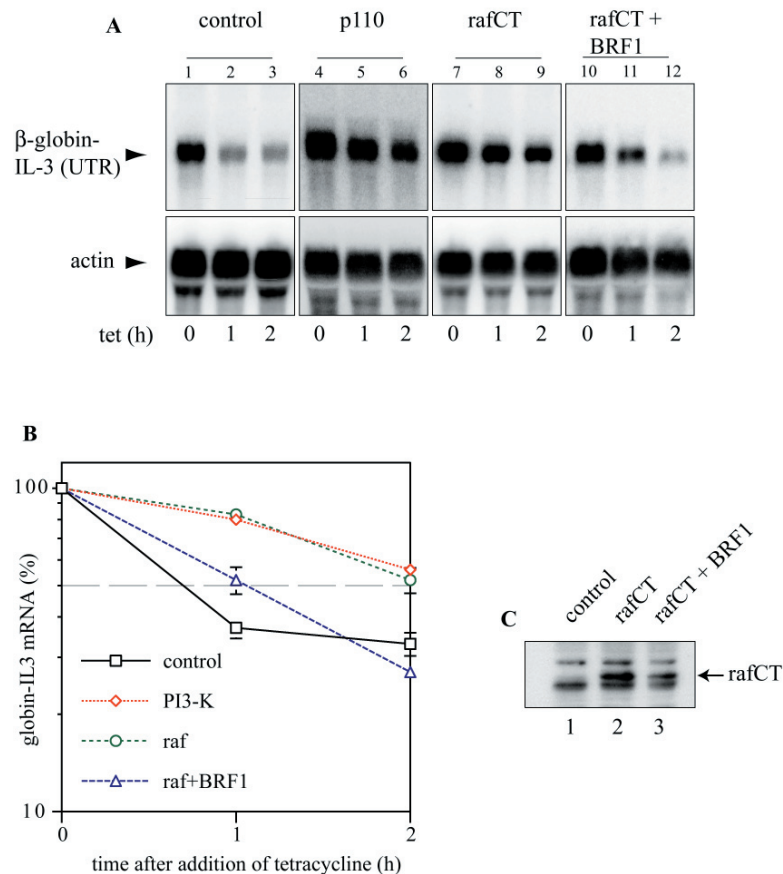 A
control p110 rafCT rafCT + BRF1
1 2 3 4 5 6 7 8 9 10 11 12
β-globin-
IL-3 (UTR)
actin
tet (h) 0 1 2 0 1 2 0 1 2 0 1 2
B
100
10
globin-IL3 mRNA (%)
control
PI3-K
raf
raf+BRF1
0 1 2
time after addition of tetracycline (h)
C
control rafCT rafCT + BRF1
rafCT
1 2 3